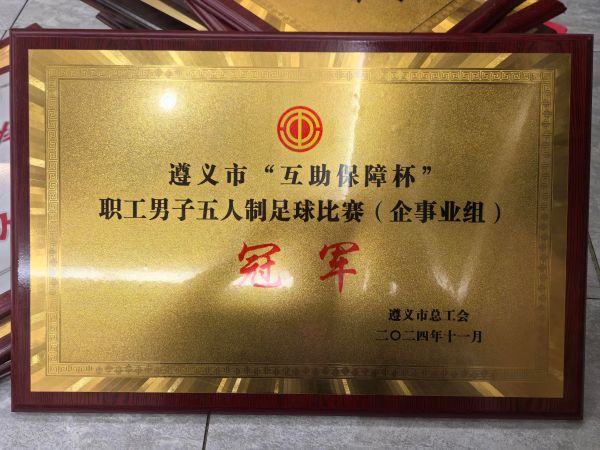 遵义市“互助保障杯”
职工男子五人制足球比赛（企事业组）
冠军
遵义市总工会
二〇二四年十一月